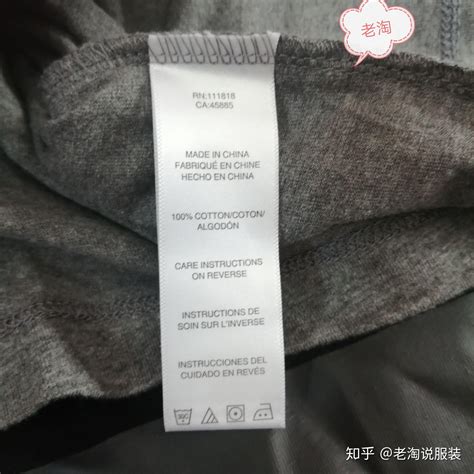 老淘
RN:111818
CA:45885
MADE IN CHINA
FABRIQUÉ EN CHINE
HECHO EN CHINA
100% COTTON/COTON/
ALGODÓN
CARE INSTRUCTIONS
ON REVERSE
INSTRUCTIONS DE
SOIN SUR L'INVERSE
INSTRUCCIONES DEL
CUIDADO EN REVÉS
知乎 @老淘说服装